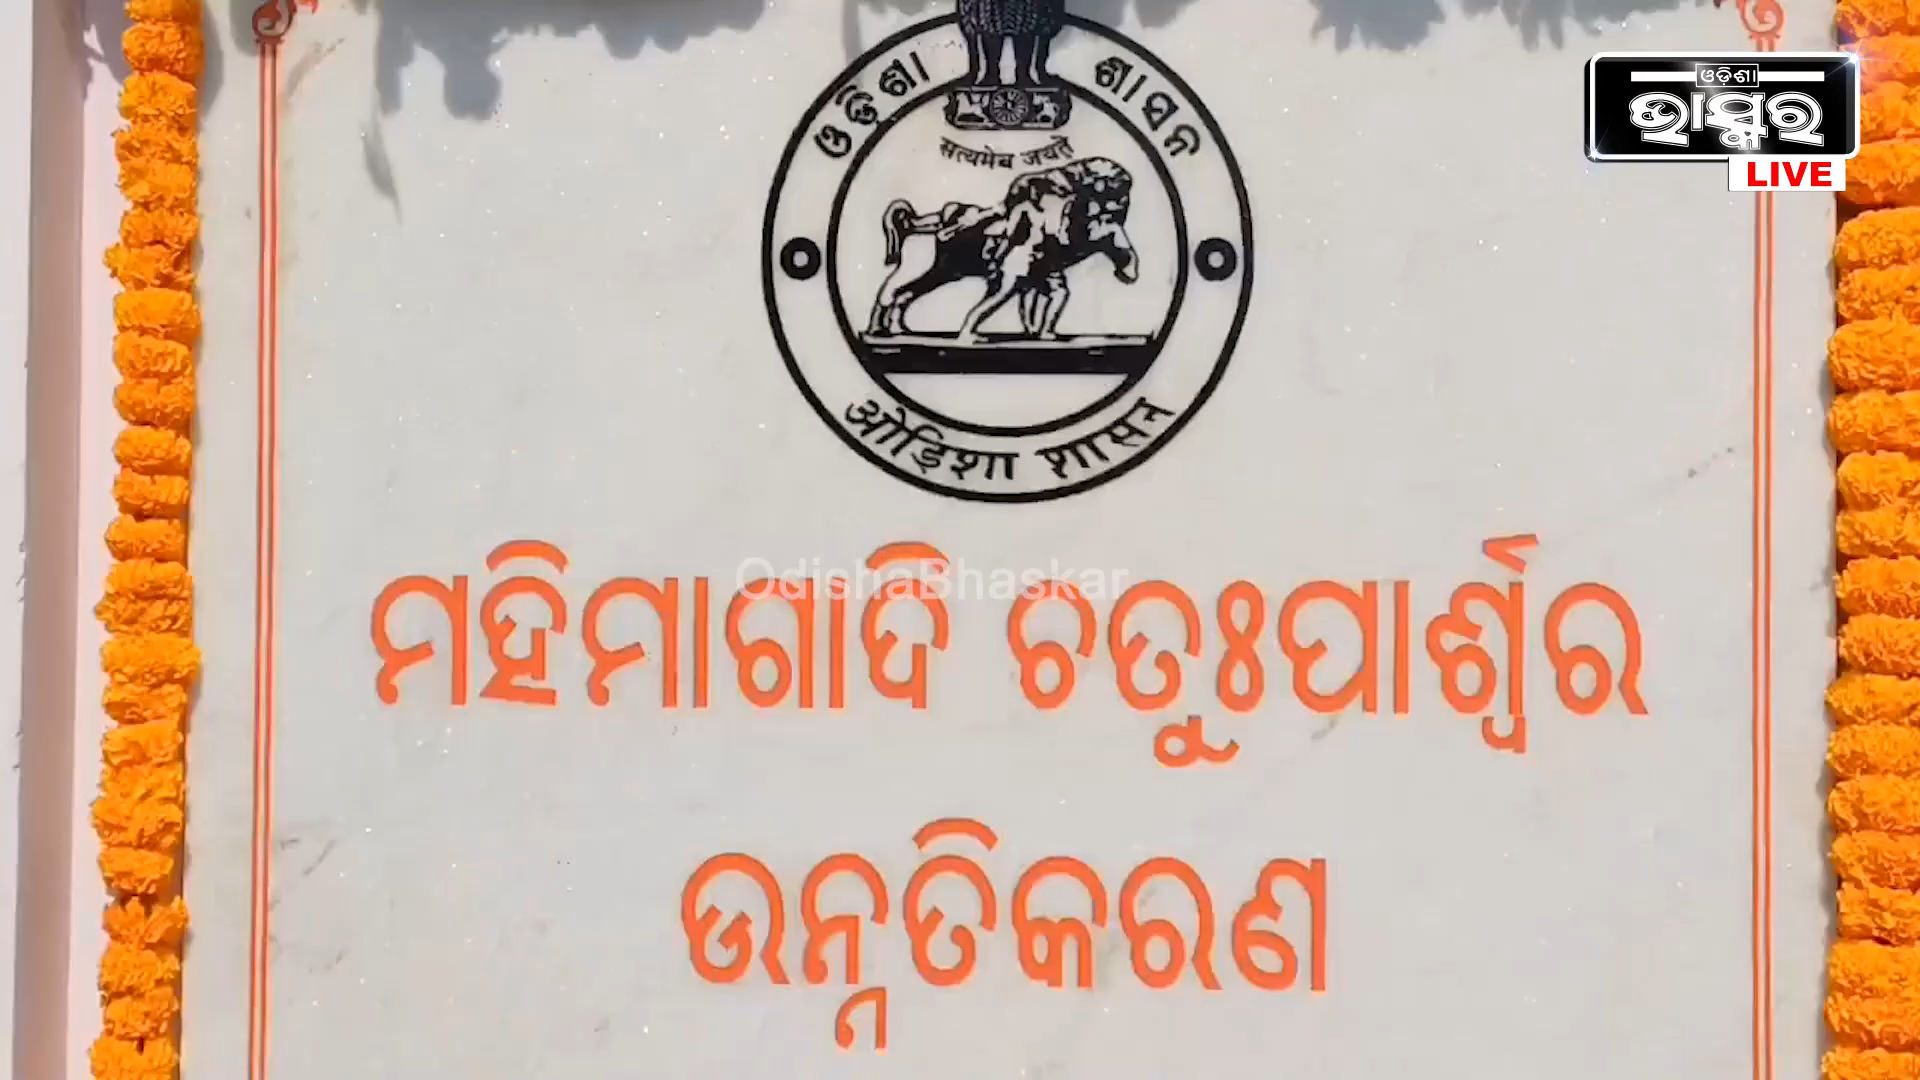 ଓଡ଼ିଶା ଶାସନ
सत्यमेव जयते
ओड़िशा शासन
ଓଡ଼ିଶା
ଭାସ୍କର
LIVE
OdishaBhaskar
ମହିମାଗାଦି ଚତୁଃପାର୍ଶ୍ୱର
ଉନ୍ନତିକରଣ